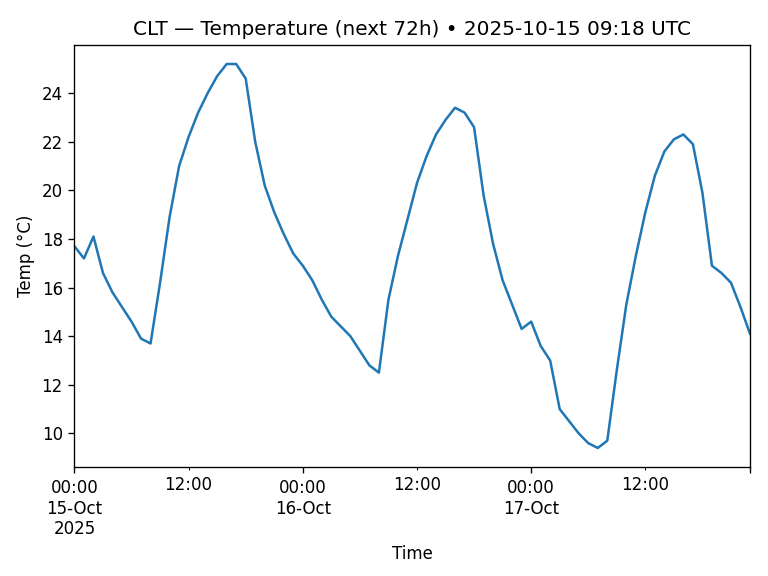 CLT — Temperature (next 72h) • 2025-10-15 09:18 UTC
Temp (°C)
24
22
20
18
16
14
12
10
00:00 12:00 00:00 12:00 00:00 12:00
15-Oct 16-Oct 17-Oct
2025
Time